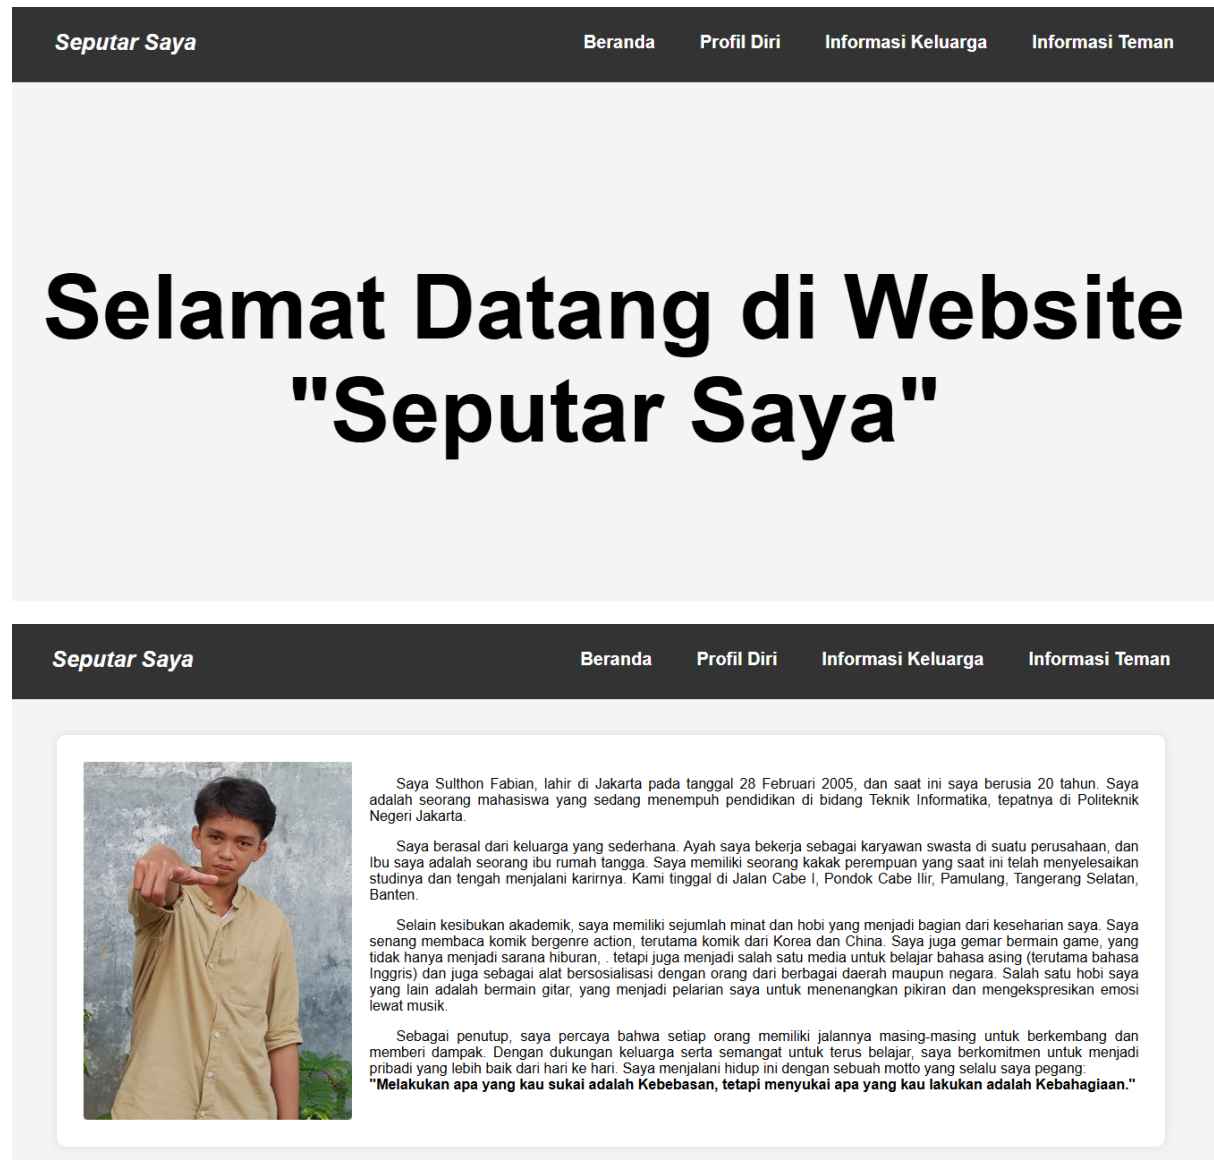 Seputar Saya
Beranda Profil Diri Informasi Keluarga Informasi Teman
Selamat Datang di Website
"Seputar Saya"
Seputar Saya
Beranda Profil Diri Informasi Keluarga Informasi Teman
Saya Sulthon Fabian, lahir di Jakarta pada tanggal 28 Februari 2005, dan saat ini saya berusia 20 tahun. Saya
adalah seorang mahasiswa yang sedang menempuh pendidikan di bidang Teknik Informatika, tepatnya di Politeknik
Negeri Jakarta.
Saya berasal dari keluarga yang sederhana. Ayah saya bekerja sebagai karyawan swasta di suatu perusahaan, dan
Ibu saya adalah seorang ibu rumah tangga. Saya memiliki seorang kakak perempuan yang saat ini telah menyelesaikan
studinya dan tengah menjalani karirnya. Kami tinggal di Jalan Cabe I, Pondok Cabe Ilir, Pamulang, Tangerang Selatan,
Banten.
Selain kesibukan akademik, saya memiliki sejumlah minat dan hobi yang menjadi bagian dari keseharian saya. Saya
senang membaca komik bergenre action, terutama komik dari Korea dan China. Saya juga gemar bermain game, yang
tidak hanya menjadi sarana hiburan, . tetapi juga menjadi salah satu media untuk belajar bahasa asing (terutama bahasa
Inggris) dan juga sebagai alat bersosialisasi dengan orang dari berbagai daerah maupun negara. Salah satu hobi saya
yang lain adalah bermain gitar, yang menjadi pelarian saya untuk menenangkan pikiran dan mengekspresikan emosi
lewat musik.
Sebagai penutup, saya percaya bahwa setiap orang memiliki jalannya masing-masing untuk berkembang dan
memberi dampak. Dengan dukungan keluarga serta semangat untuk terus belajar, saya berkomitmen untuk menjadi
pribadi yang lebih baik dari hari ke hari. Saya menjalani hidup ini dengan sebuah motto yang selalu saya pegang:
"Melakukan apa yang kau sukai adalah Kebebasan, tetapi menyukai apa yang kau lakukan adalah Kebahagiaan."